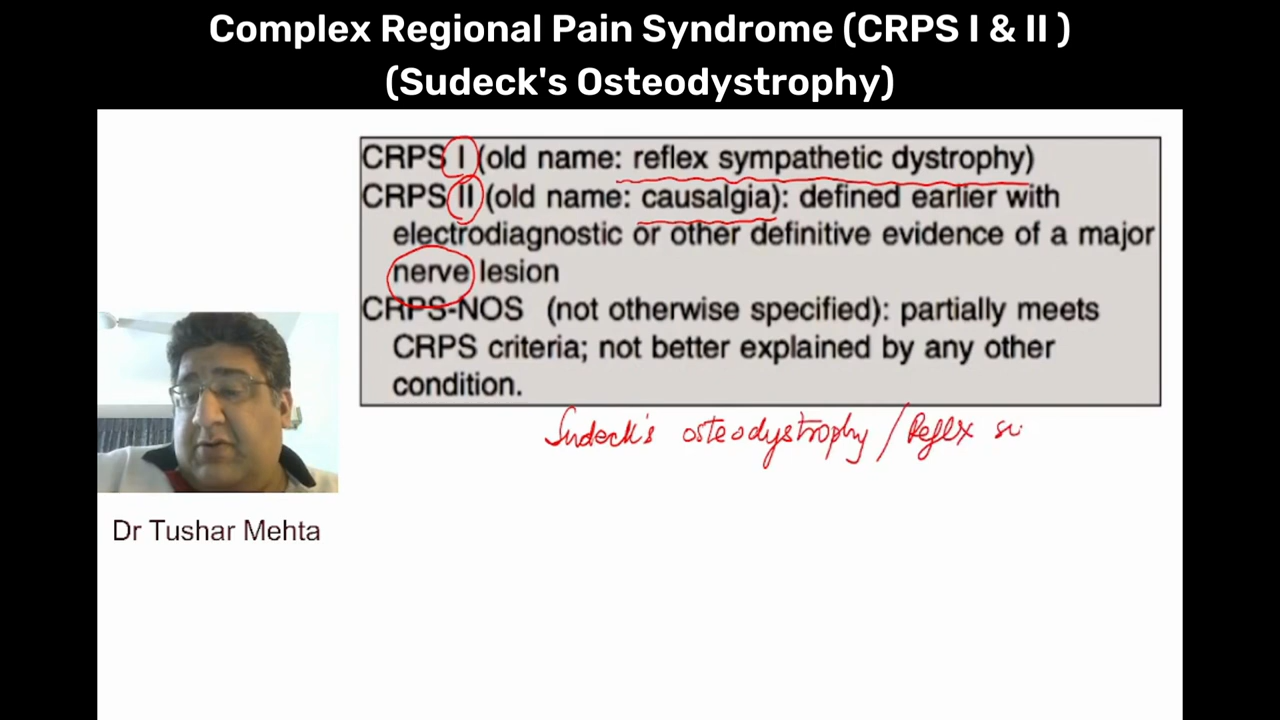 Complex Regional Pain Syndrome (CRPS I & II )
(Sudeck's Osteodystrophy)
CRPS I (old name: reflex sympathetic dystrophy)
CRPS II (old name: causalgia): defined earlier with
electrodiagnostic or other definitive evidence of a major
nerve lesion
CRPS-NOS (not otherwise specified): partially meets
CRPS criteria; not better explained by any other
condition.
Sudeck's osteodystrophy / Reflex
Dr Tushar Mehta